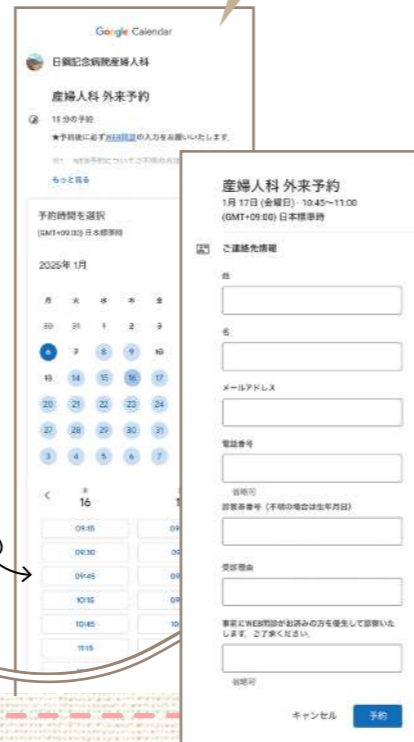 Google Calendar
日鋼記念病院産婦人科
産婦人科 外来予約
15 分の予約
★予約後に必ずWEB問診の入力をお願いいたします。
もっと見る
予約時間を選択
(GMT+09:00) 日本標準時
2025年 1月
月 火 水 木 金
30 31 1 2 3
6 7 8 9 10
13 14 15 16 17
20 21 22 23 24
27 28 29 30 31
3 4 5 6 7
木
16
09:15
09:30
09:45
10:15
10:45
11:15
産婦人科 外来予約
1月 17日 (金曜日)· 10:45～11:00
(GMT+09:00) 日本標準時
ご連絡先情報
姓
名
メールアドレス
電話番号
省略可
診察券番号（不明の場合は生年月日）
受診理由
事前にWEB問診がお済みの方を優先して診察いた
します。ご了承ください。
省略可
キャンセル 予約